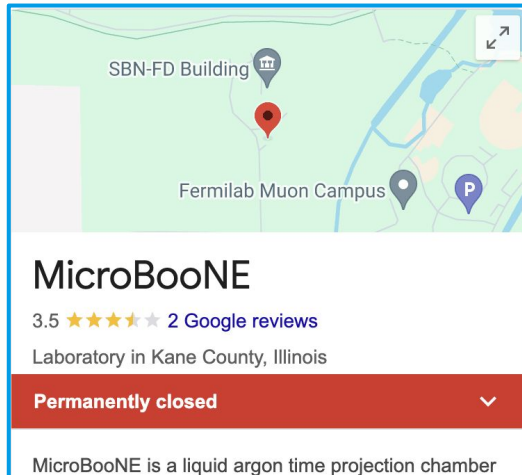 SBN-FD Building
Fermilab Muon Campus
P
MicroBooNE
3.5 2 Google reviews
Laboratory in Kane County, Illinois
Permanently closed
MicroBooNE is a liquid argon time projection chamber